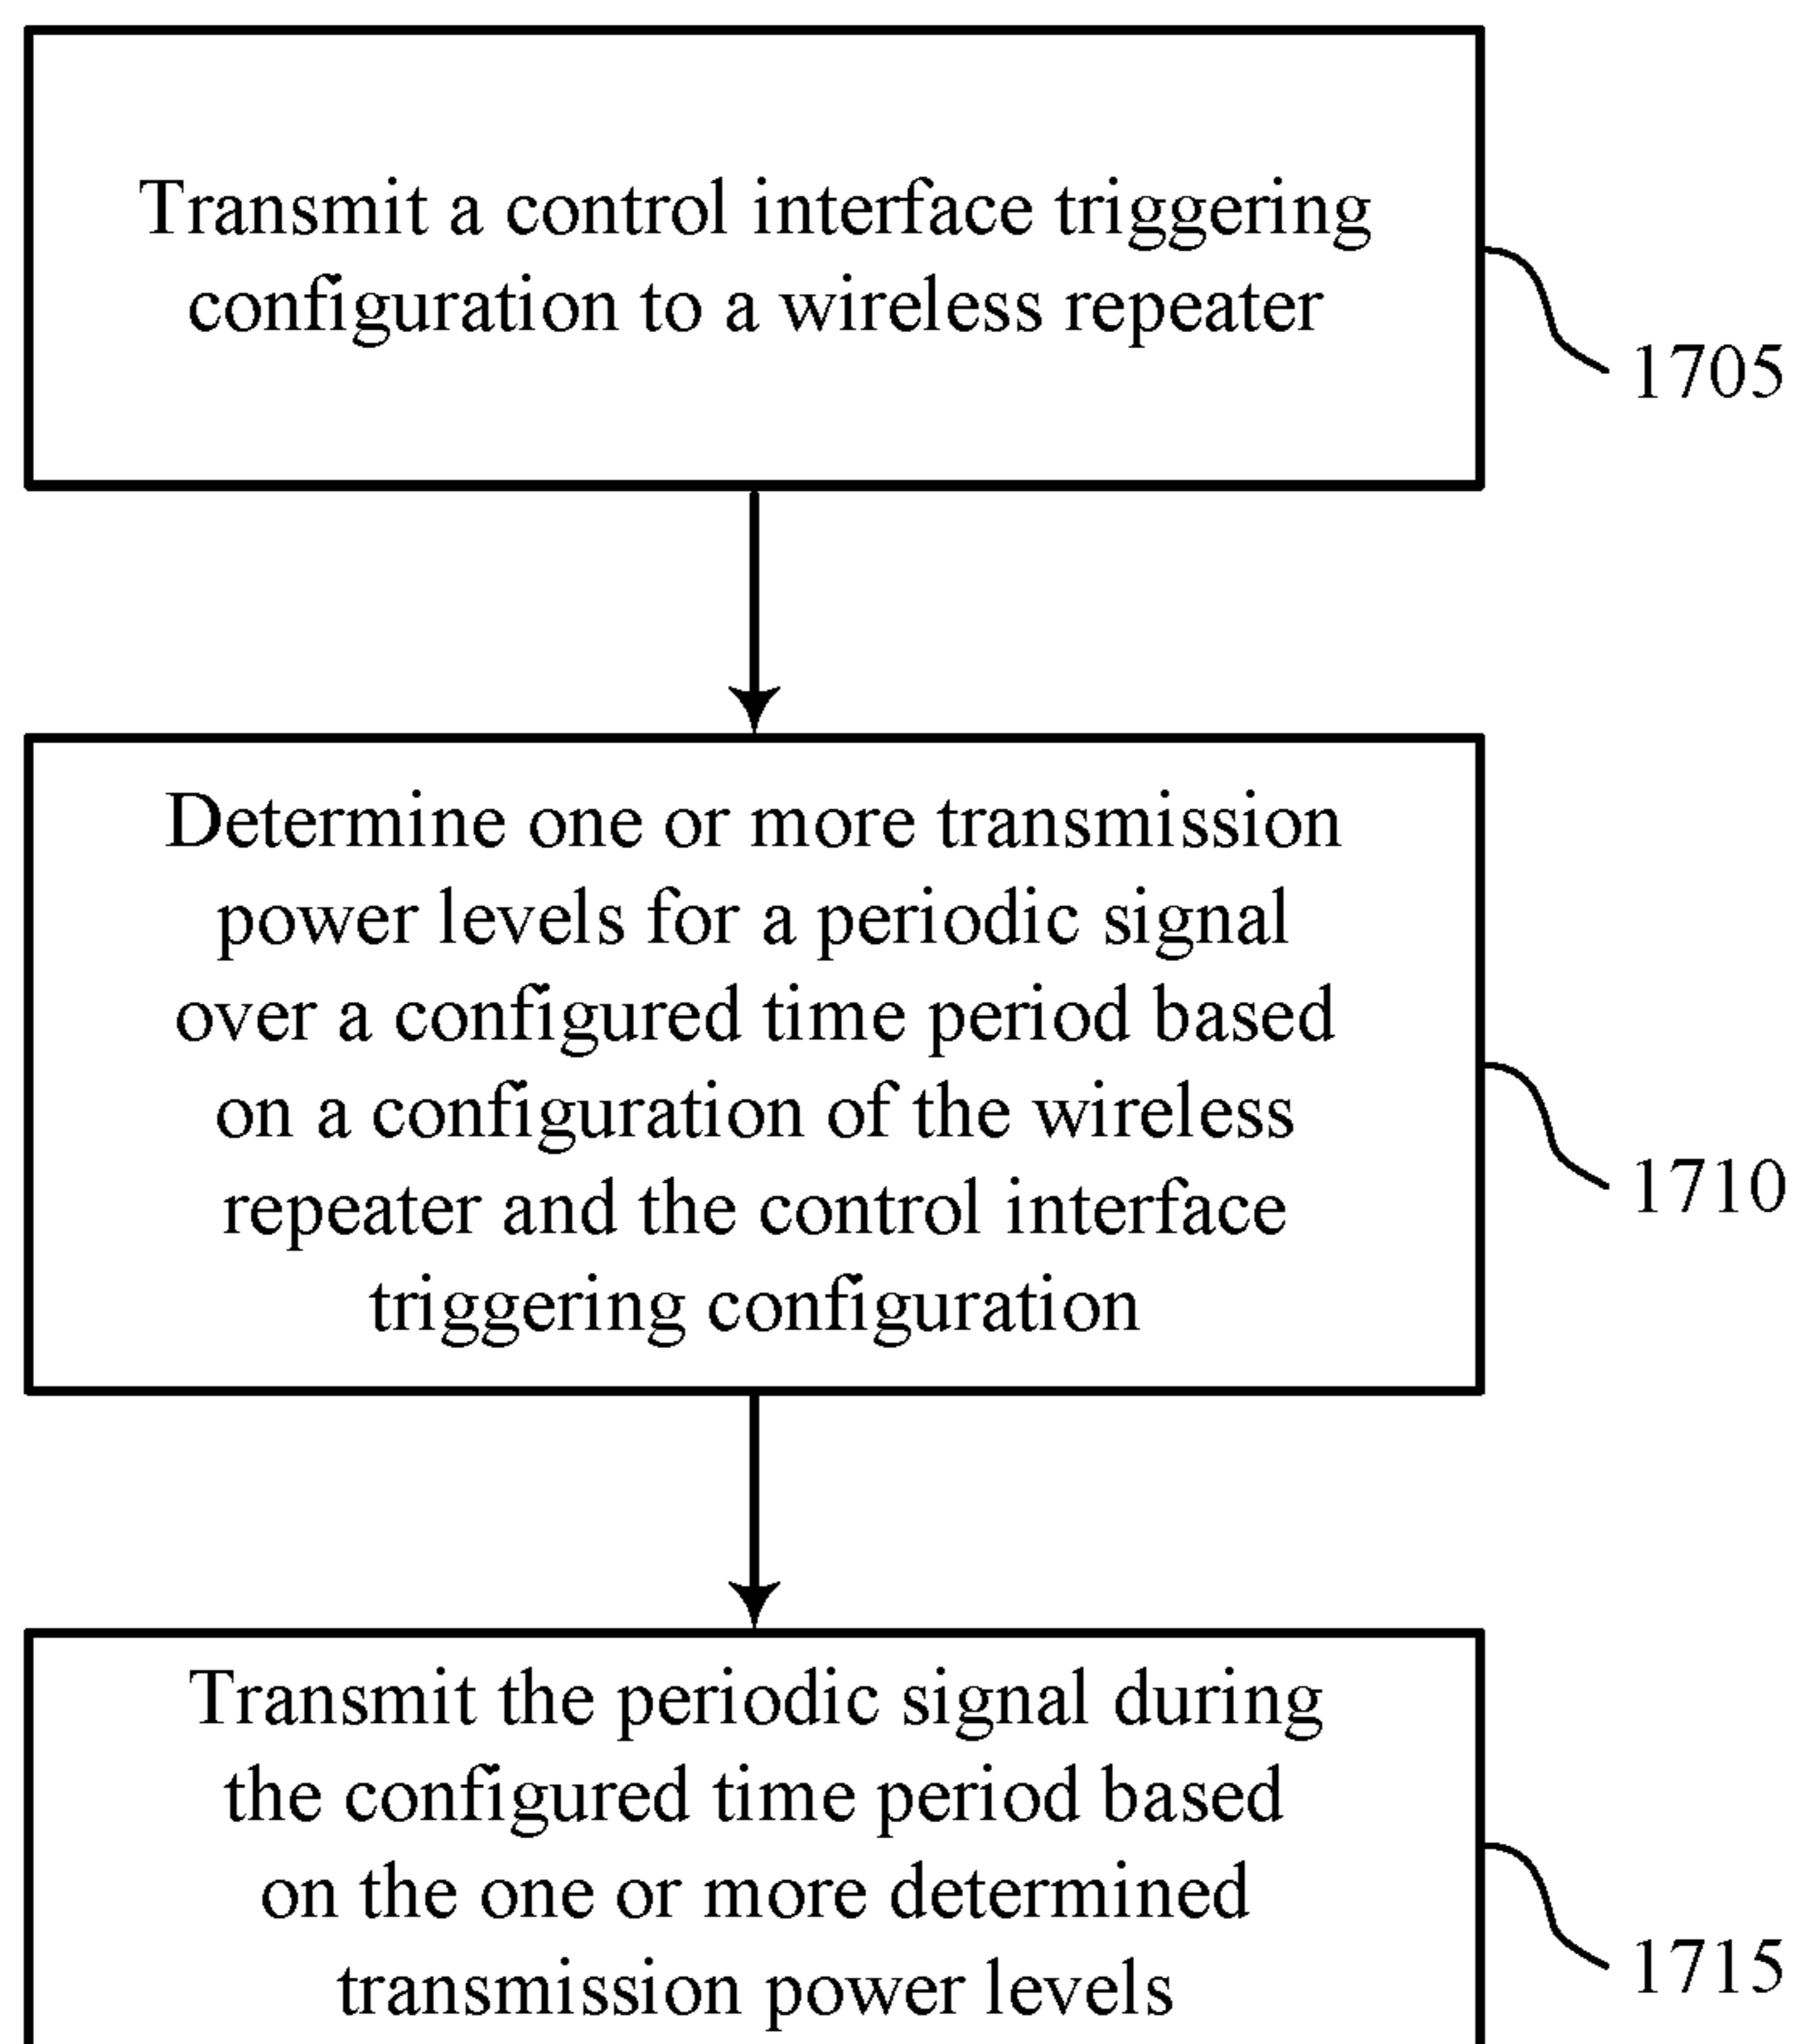 Transmit a control interface triggering
configuration to a wireless repeater
1705
Determine one or more transmission
power levels for a periodic signal
over a configured time period based
on a configuration of the wireless
repeater and the control interface
triggering configuration
1710
Transmit the periodic signal during
the configured time period based
on the one or more determined
transmission power levels
1715